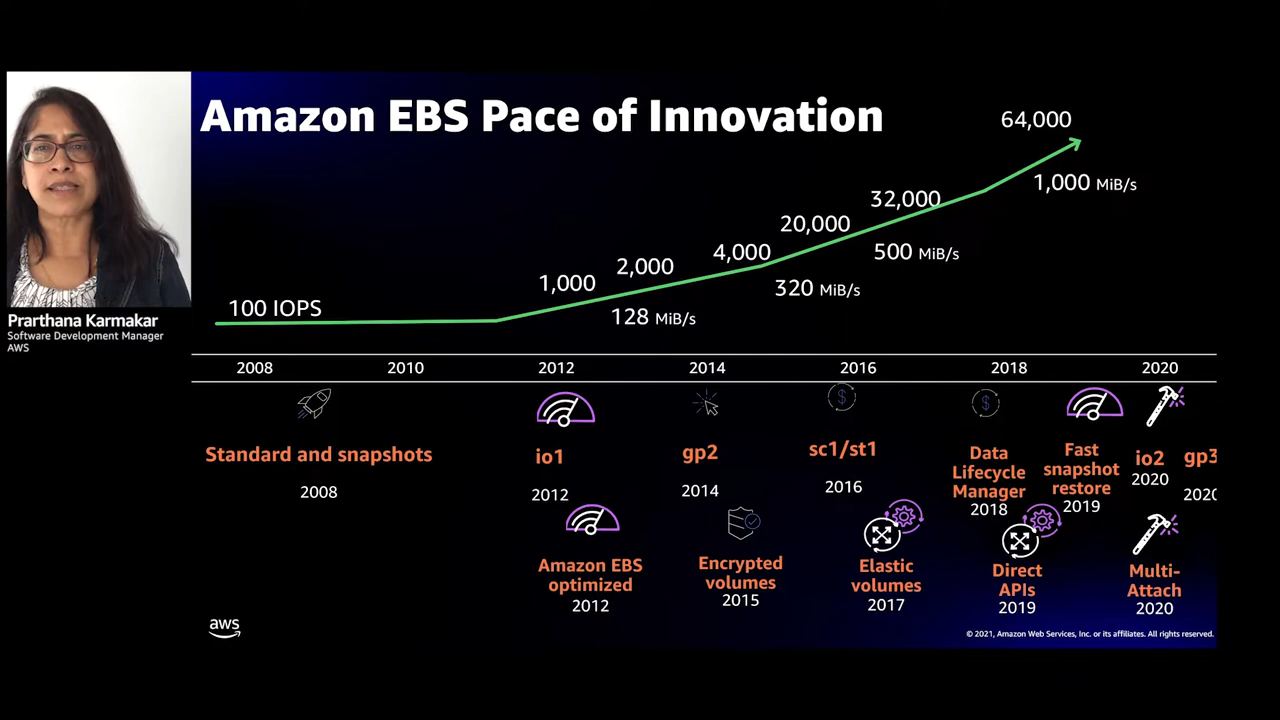 Amazon EBS Pace of Innovation
64,000
1,000 MiB/s
32,000
20,000
500 MiB/s
4,000
2,000
320 MiB/s
1,000
100 IOPS
128 MiB/s
Prarthana Karmakar
Software Development Manager
AWS
2008 2010 2012 2014 2016 2018 2020
Standard and snapshots
2008
io1
2012
gp2
2014
sc1/st1
2016
Data
Lifecycle
Manager
2018
Fast
snapshot
restore
2019
io2
2020
gp3
202
Amazon EBS
optimized
2012
Encrypted
volumes
2015
Elastic
volumes
2017
Direct
APIs
2019
Multi-
Attach
2020
aws
© 2021, Amazon Web Services, Inc. or its affiliates. All rights reserved.